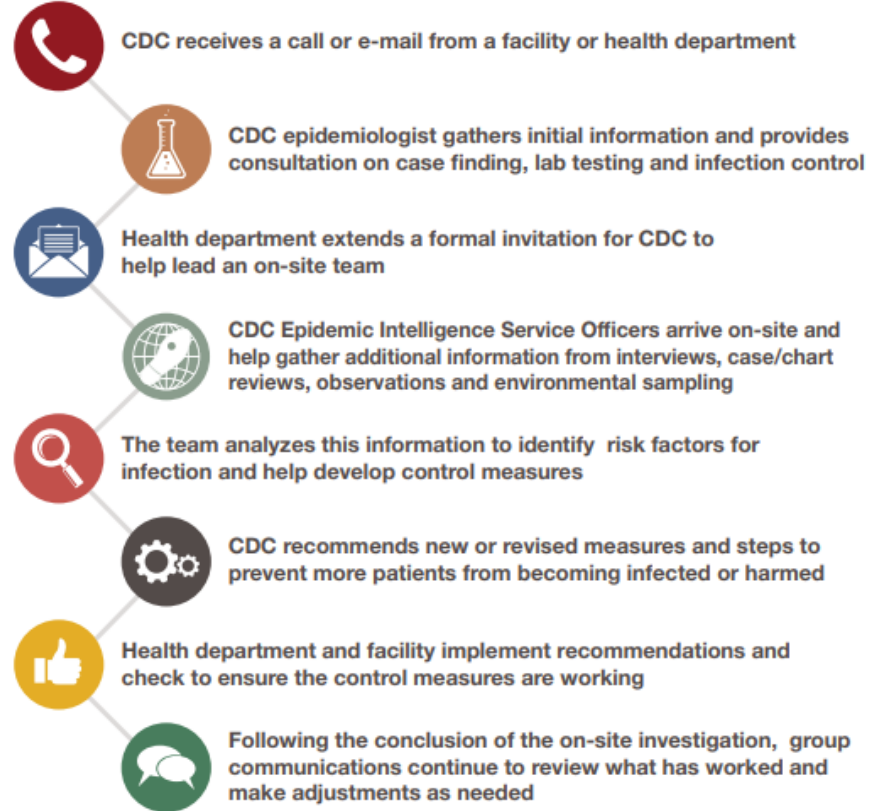 CDC receives a call or e-mail from a facility or health department
CDC epidemiologist gathers initial information and provides
consultation on case finding, lab testing and infection control
Health department extends a formal invitation for CDC to
help lead an on-site team
CDC Epidemic Intelligence Service Officers arrive on-site and
help gather additional information from interviews, case/chart
reviews, observations and environmental sampling
The team analyzes this information to identify risk factors for
infection and help develop control measures
CDC recommends new or revised measures and steps to
prevent more patients from becoming infected or harmed
Health department and facility implement recommendations and
check to ensure the control measures are working
Following the conclusion of the on-site investigation, group
communications continue to review what has worked and
make adjustments as needed